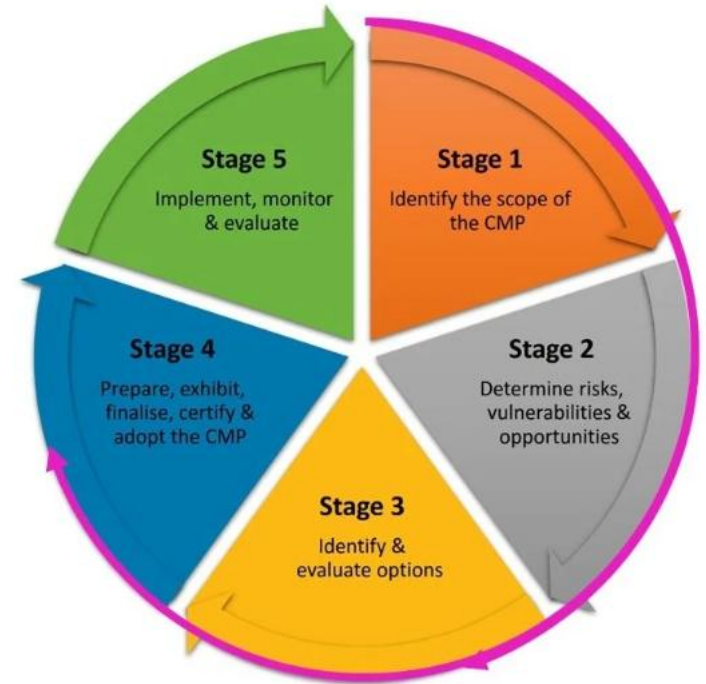 Stage 1
Identify the scope of
the CMP
Stage 2
Determine risks,
vulnerabilities &
opportunities
Stage 3
Identify &
evaluate options
Stage 4
Prepare, exhibit,
finalise, certify &
adopt the CMP
Stage 5
Implement, monitor
& evaluate